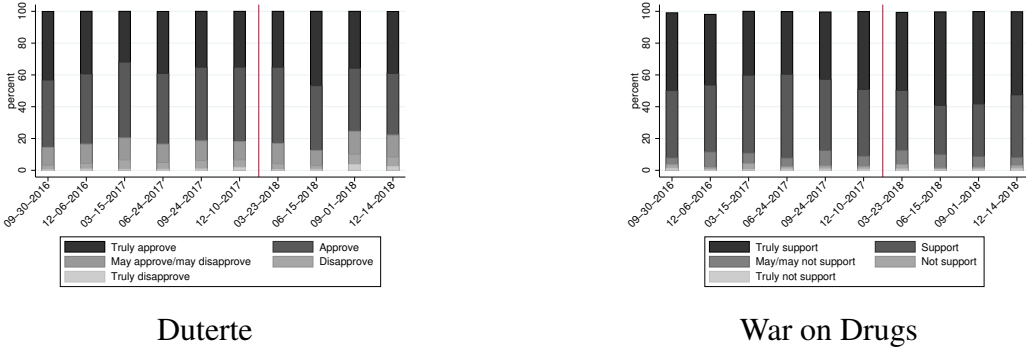 percent
0 20 40 60 80 100
09-30-2016 12-06-2016 03-15-2017 06-24-2017 09-24-2017 12-10-2017 03-23-2018 06-15-2018 09-01-2018 12-14-2018
Truly approve Approve
May approve/may disapprove Disapprove
Truly disapprove
Duterte
percent
0 20 40 60 80 100
09-30-2016 12-06-2016 03-15-2017 06-24-2017 09-24-2017 12-10-2017 03-23-2018 06-15-2018 09-01-2018 12-14-2018
Truly support Support
May/may not support Not support
Truly not support
War on Drugs